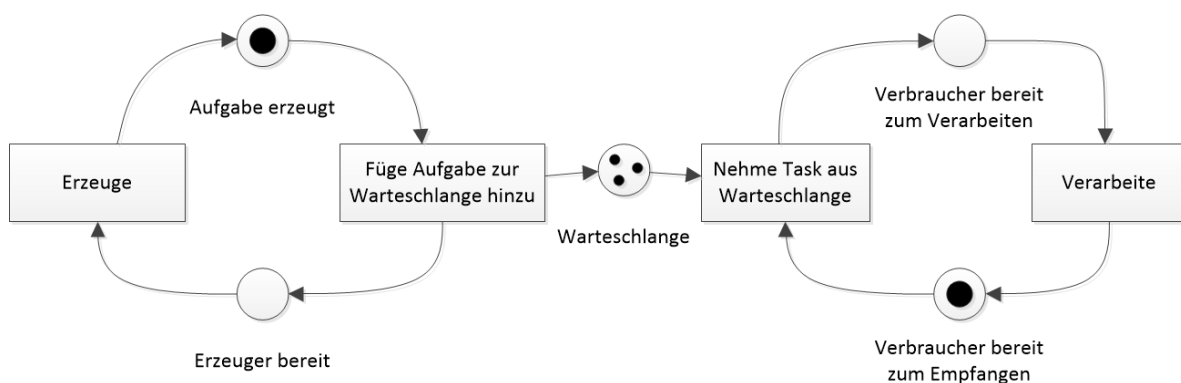 Aufgabe erzeugt
Erzeuge
Füge Aufgabe zur
Warteschlange hinzu
Erzeuger bereit
Warteschlange
Verbraucher bereit
zum Verarbeiten
Nehme Task aus
Warteschlange
Verarbeite
Verbraucher bereit
zum Empfangen